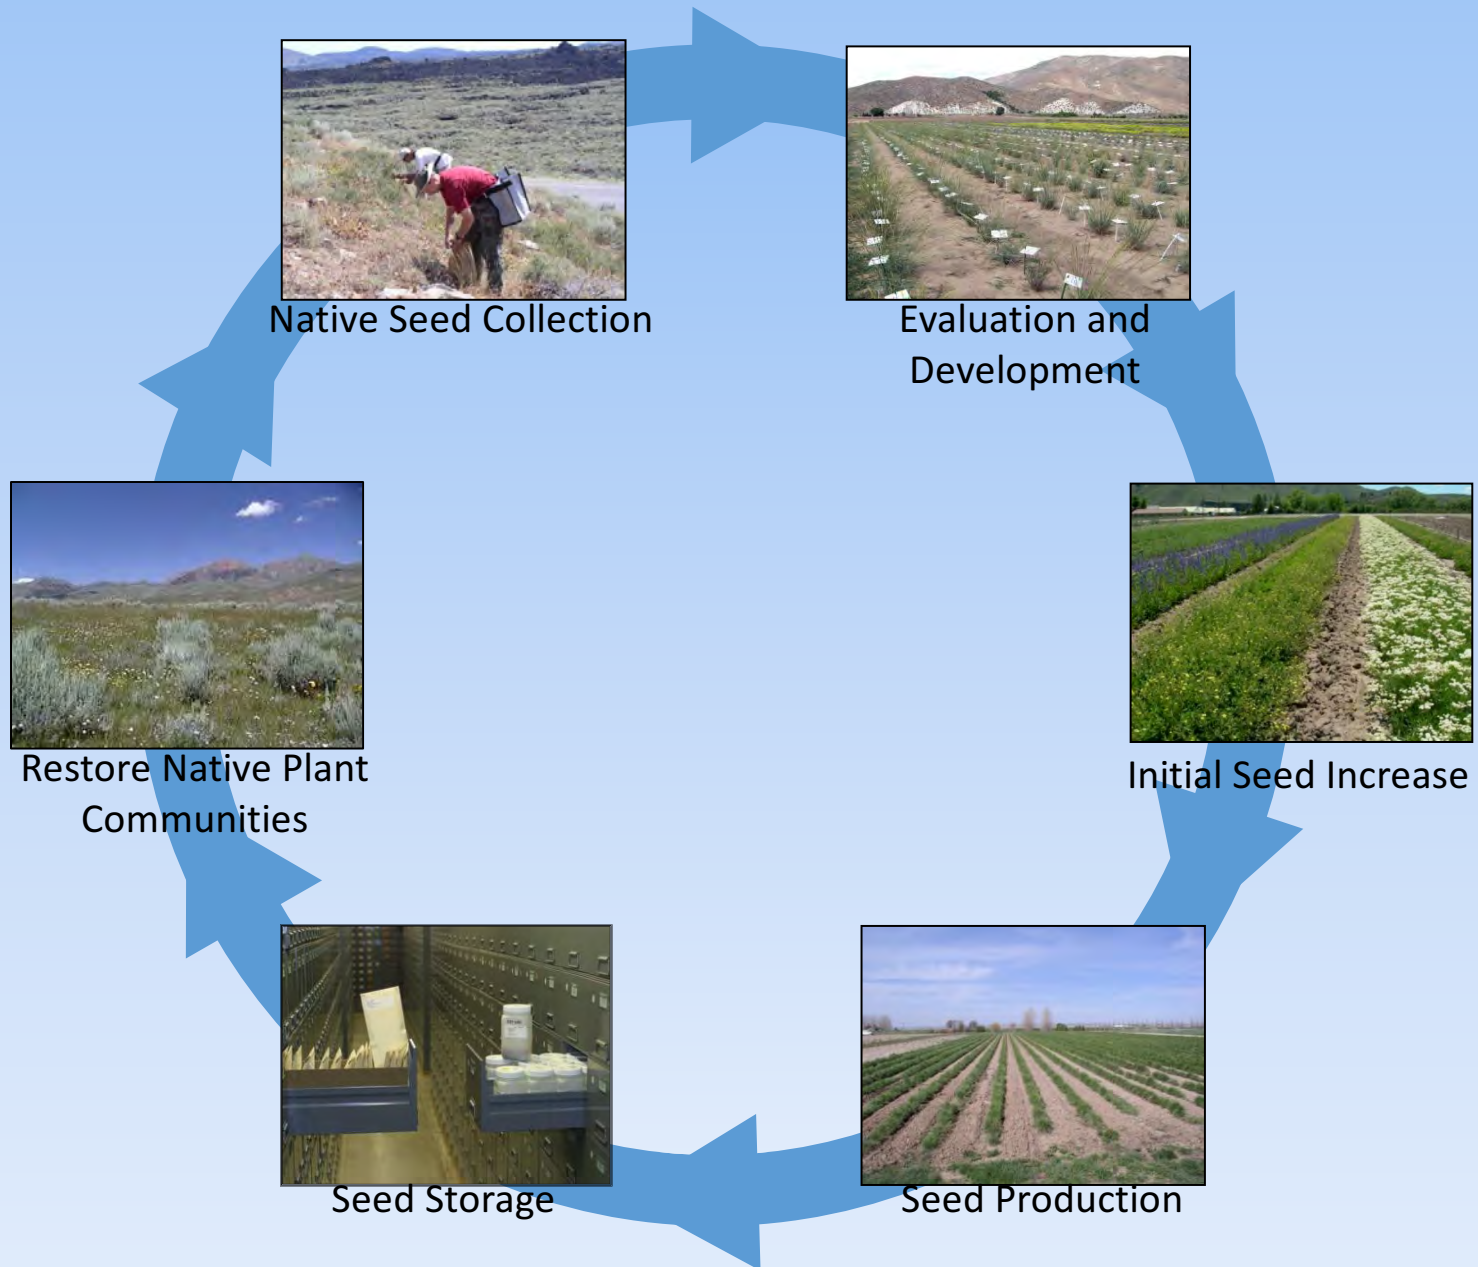 Native Seed Collection
Evaluation and
Development
Initial Seed Increase
Seed Production
Seed Storage
Restore Native Plant
Communities